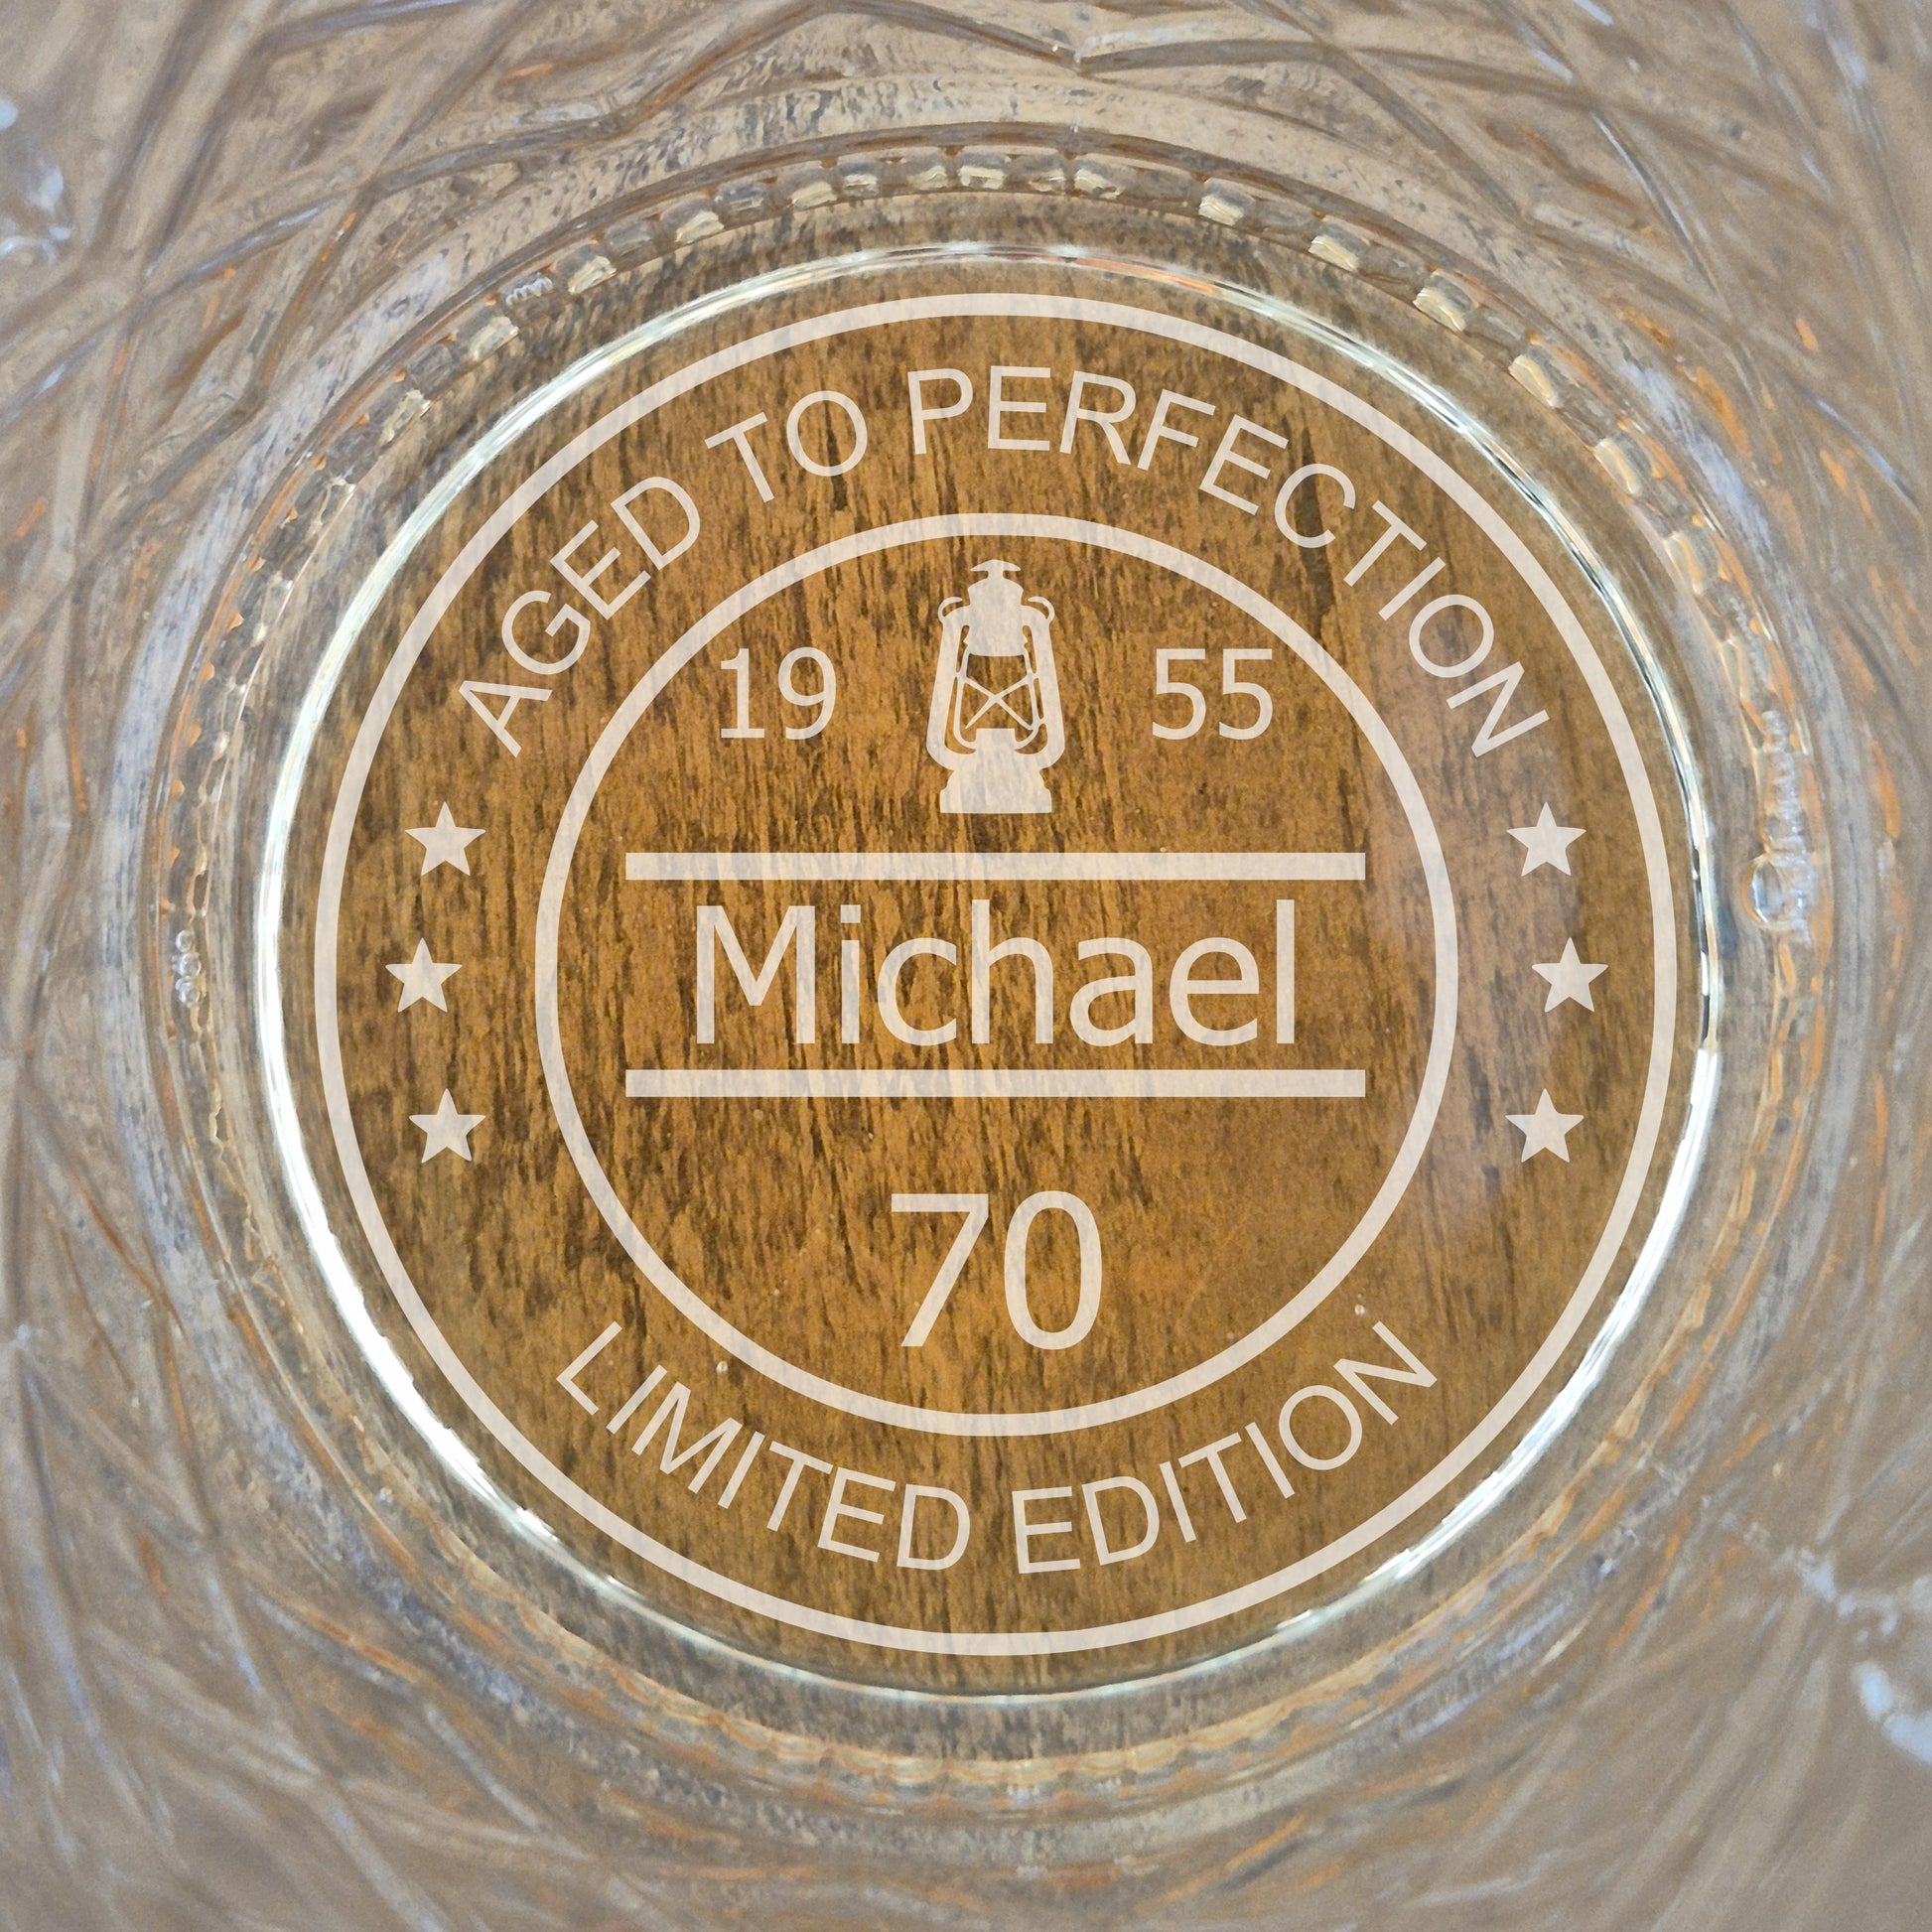 AGED TO PERFECTION
19 55
Michael
70
LIMITED EDITION